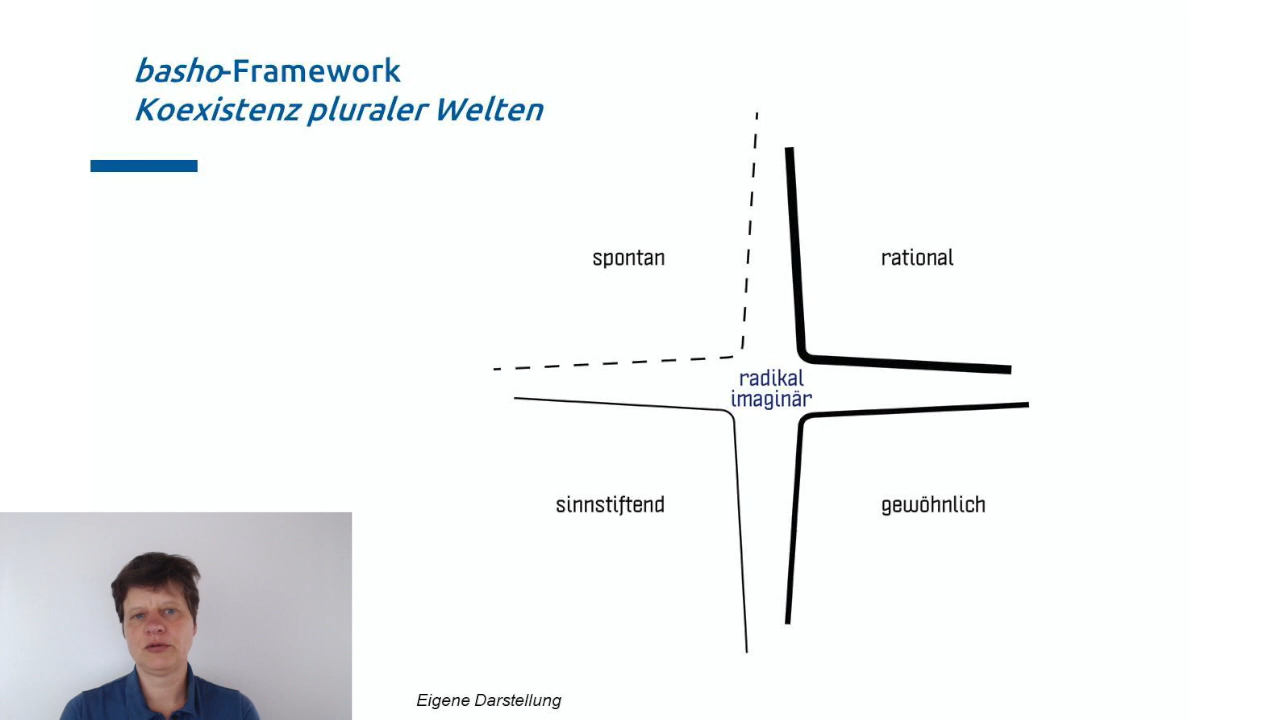 basho-Framework
Koexistenz pluraler Welten
spontan
rational
radikal
imaginär
sinnstiftend
gewöhnlich
Eigene Darstellung